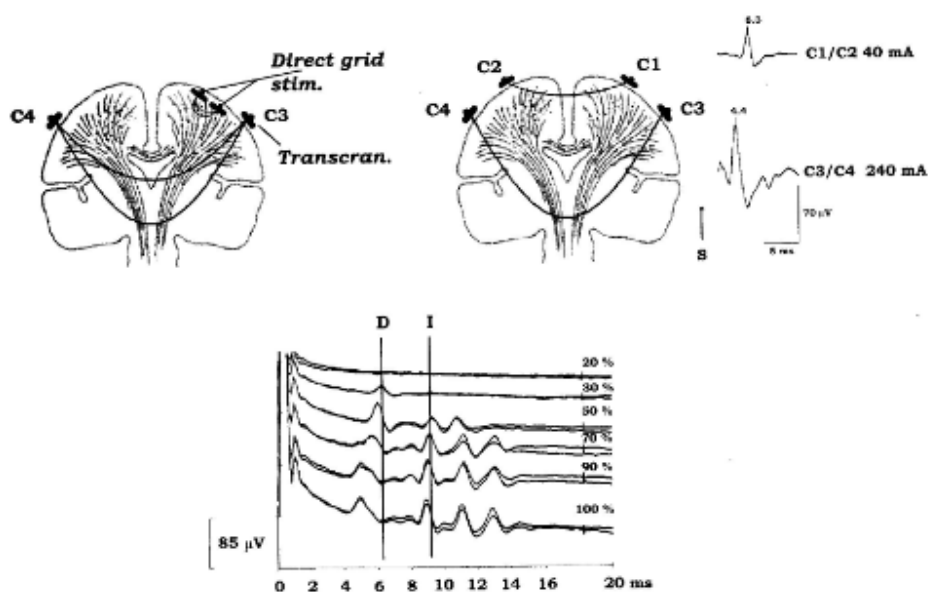 Direct grid
stim.
C4
C3
Transcran.
C2
C1
C4
C3
6.3
C1/C2 40 mA
4.4
C3/C4 240 mA
70 μV
S
5 ms
D
I
20 %
30 %
50 %
70 %
90 %
100 %
85 μV
0 2 4 6 8 10 12 14 16 20 ms